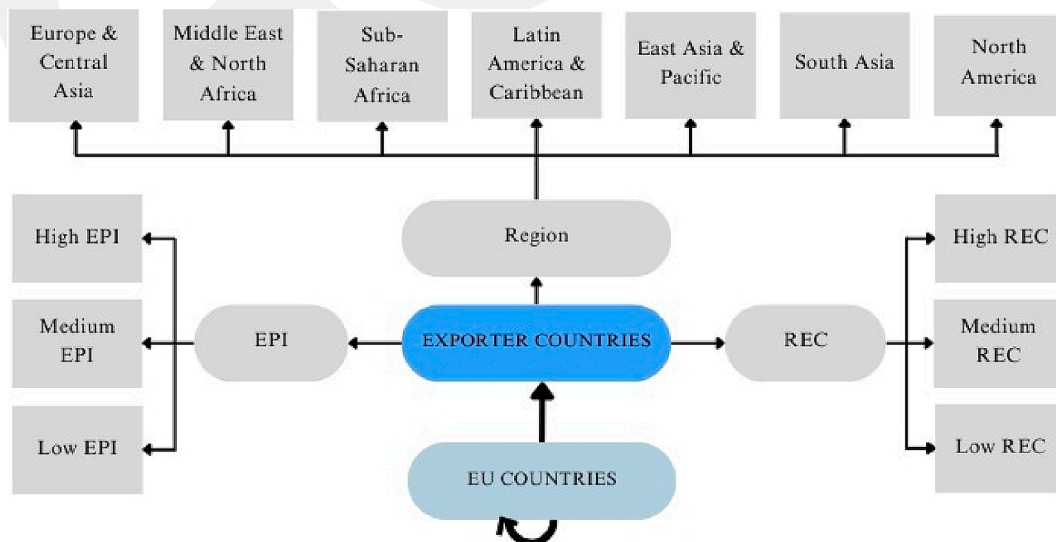 Europe &
Central
Asia
Middle East
& North
Africa
Sub-
Saharan
Africa
Latin
America &
Caribbean
East Asia &
Pacific
South Asia
North
America
Region
High EPI
Medium
EPI
Low EPI
EPI
EXPORTER COUNTRIES
REC
High REC
Medium
REC
Low REC
EU COUNTRIES